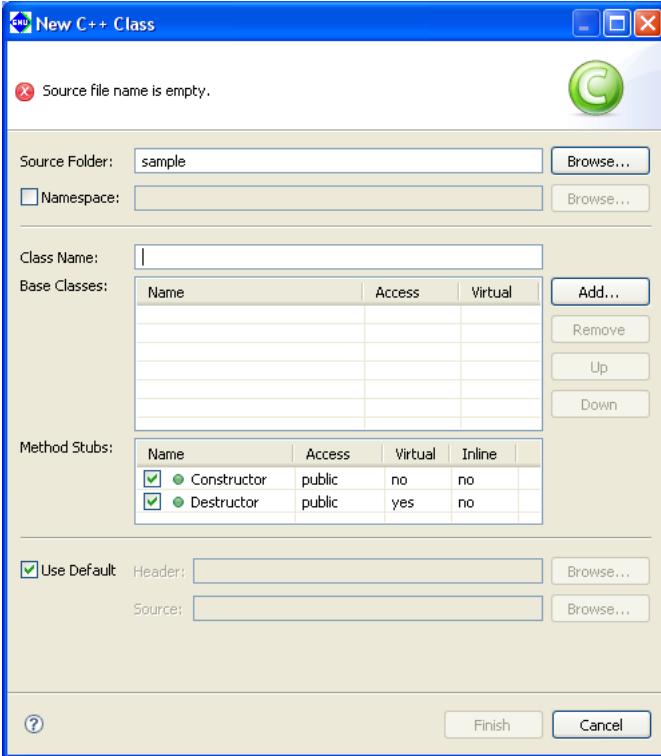 GNU New C++ Class
Source file name is empty.
C
Source Folder: sample Browse...
Namespace: Browse...
Class Name:
Base Classes: Name Access Virtual Add...
Remove
Up
Down
Method Stubs: Name Access Virtual Inline
Constructor public no no
Destructor public yes no
Use Default Header: Browse...
Source: Browse...
? Finish Cancel